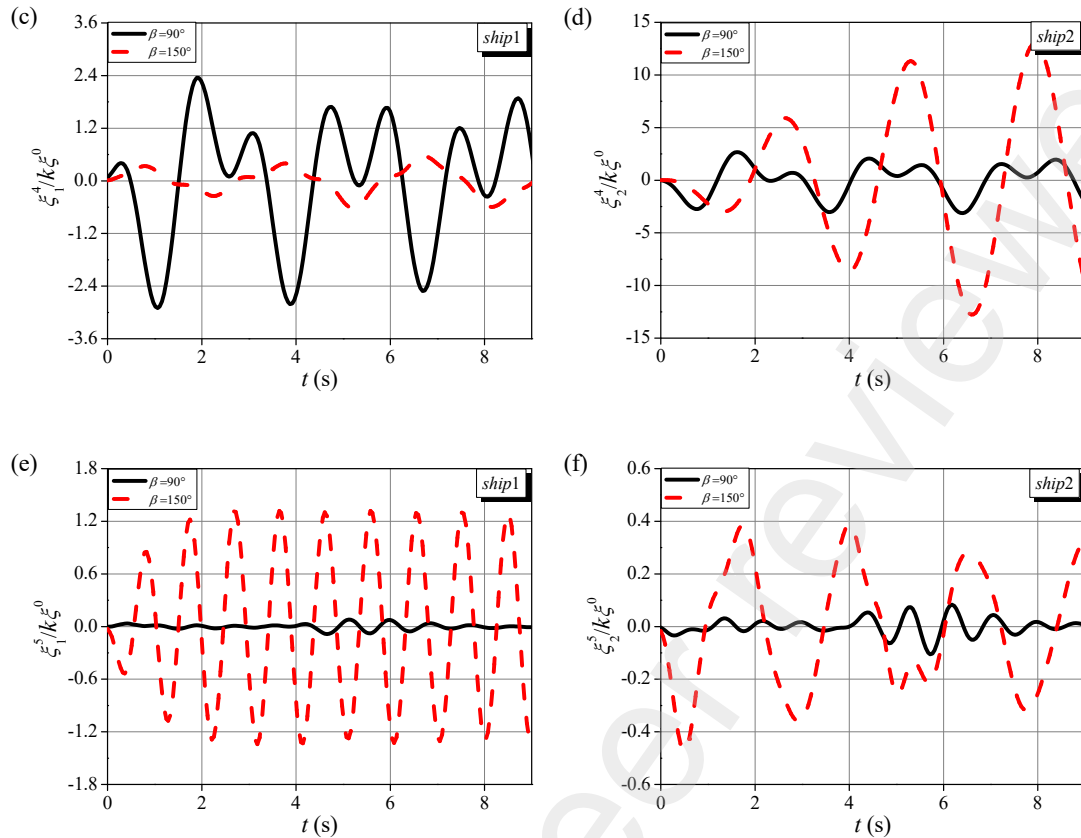 (c)
3.6
2.4
1.2
0.0
-1.2
-2.4
-3.6
ξ₁⁴/kξ⁰
β=90°
β=150°
ship1
0 2 4 6 8
t (s)
(d)
15
10
5
0
-5
-10
-15
ξ₂⁴/kξ⁰
β=90°
β=150°
ship2
0 2 4 6 8
t (s)
(e)
1.8
1.2
0.6
0.0
-0.6
-1.2
-1.8
ξ₁⁵/kξ⁰
β=90°
β=150°
ship1
0 2 4 6 8
t (s)
(f)
0.6
0.4
0.2
0.0
-0.2
-0.4
-0.6
ξ₂⁵/kξ⁰
β=90°
β=150°
ship2
0 2 4 6 8
t (s)
eer reviewe